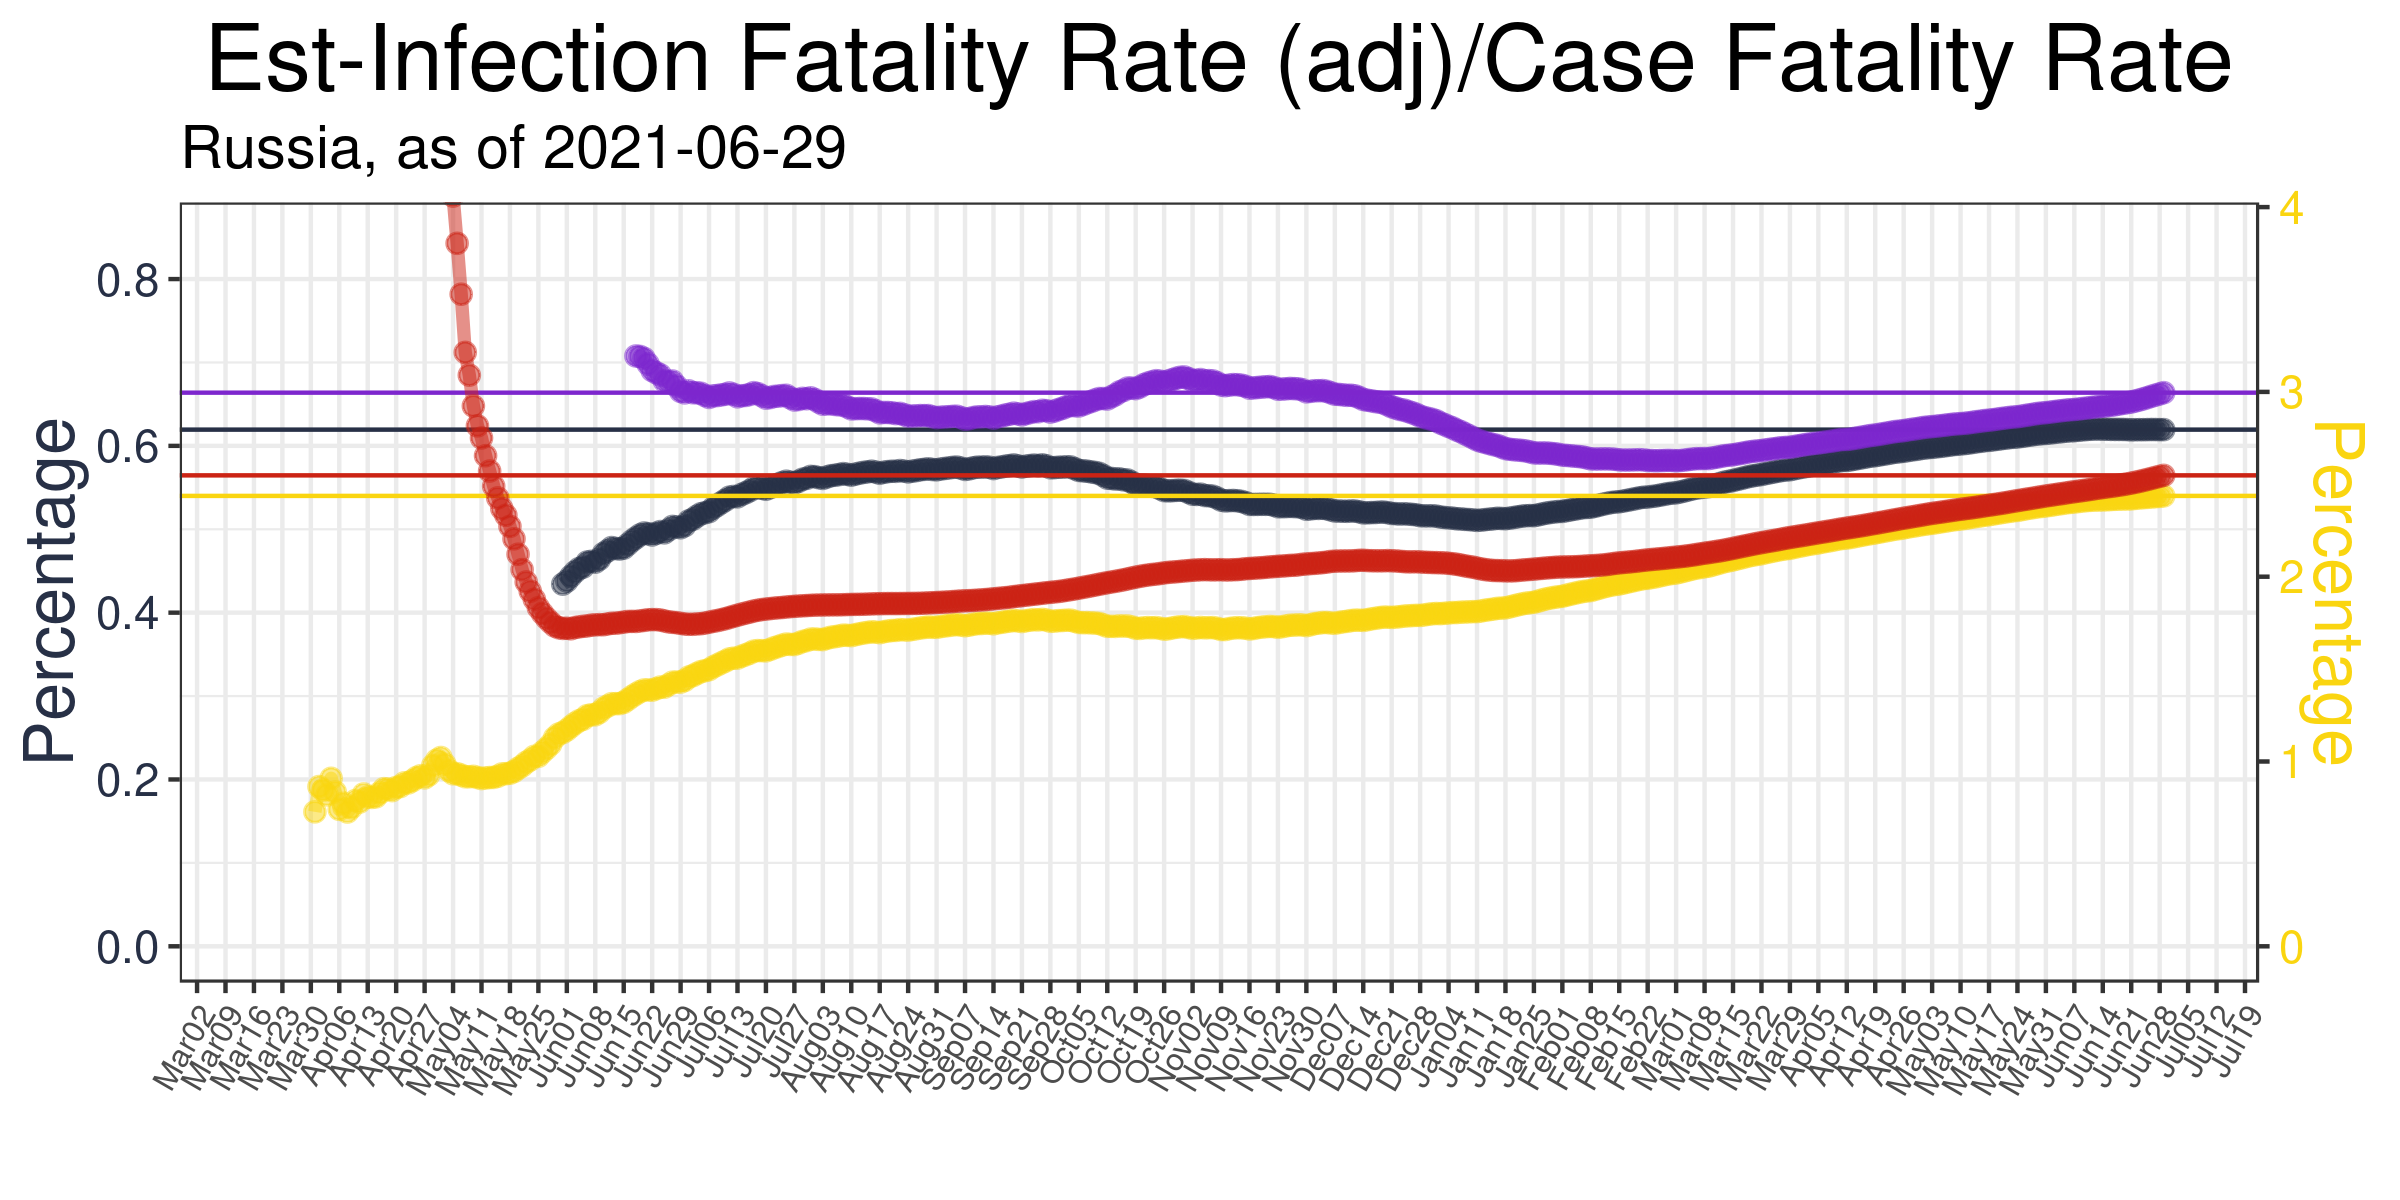 Est-Infection Fatality Rate (adj)/Case Fatality Rate
Russia, as of 2021-06-29
Percentage
0.8
0.6
0.4
0.2
0.0
4
3
2
1
0
Percentage
Mar02
Mar09
Mar16
Mar23
Mar30
Apr06
Apr13
Apr20
Apr27
May04
May11
May18
May25
Jun01
Jun08
Jun15
Jun22
Jun29
Jul06
Jul13
Jul20
Jul27
Aug03
Aug10
Aug17
Aug24
Aug31
Sep07
Sep14
Sep21
Sep28
Oct05
Oct12
Oct19
Oct26
Nov02
Nov09
Nov16
Nov23
Nov30
Dec07
Dec14
Dec21
Dec28
Jan04
Jan11
Jan18
Jan25
Feb01
Feb08
Feb15
Feb22
Mar01
Mar08
Mar15
Mar22
Mar29
Apr05
Apr12
Apr19
Apr26
May03
May10
May17
May24
May31
Jun07
Jun14
Jun21
Jun28
Jul05
Jul12
Jul19